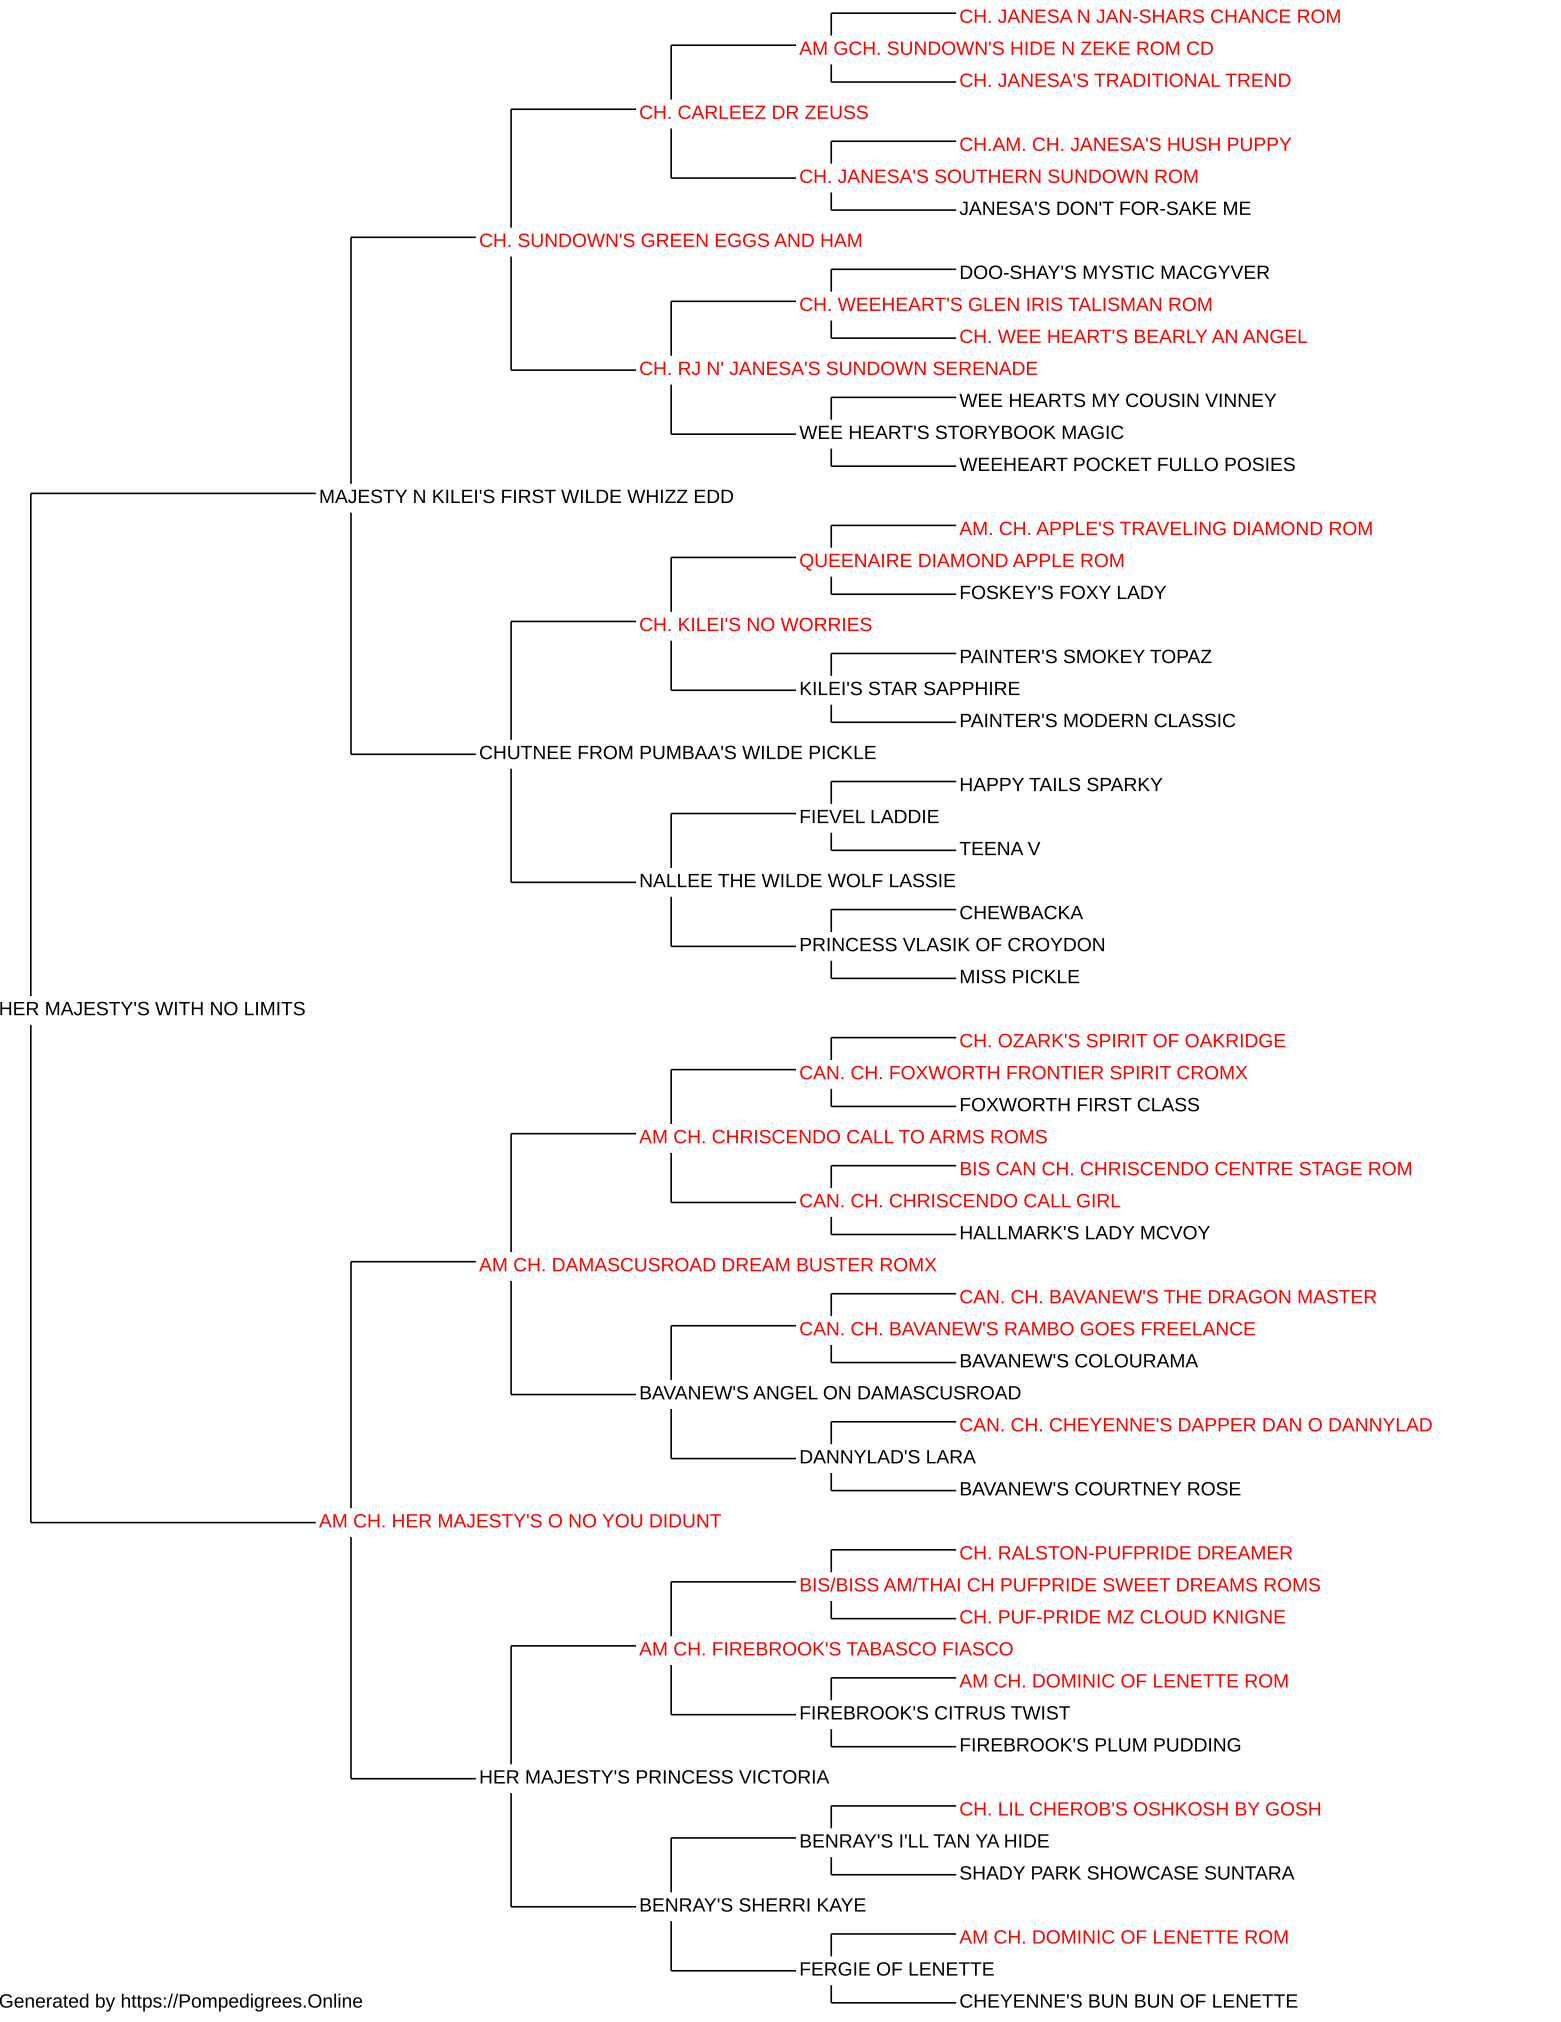 CH. JANESA N JAN-SHARS CHANCE ROM
AM GCH. SUNDOWN'S HIDE N ZEKE ROM CD
CH. JANESA'S TRADITIONAL TREND
CH. CARLEEZ DR ZEUSS
CH.AM. CH. JANESA'S HUSH PUPPY
CH. JANESA'S SOUTHERN SUNDOWN ROM
JANESA'S DON'T FOR-SAKE ME
CH. SUNDOWN'S GREEN EGGS AND HAM
DOO-SHAY'S MYSTIC MACGYVER
CH. WEEHEART'S GLEN IRIS TALISMAN ROM
CH. WEE HEART'S BEARLY AN ANGEL
CH. RJ N' JANESA'S SUNDOWN SERENADE
WEE HEARTS MY COUSIN VINNEY
WEE HEART'S STORYBOOK MAGIC
WEEHEART POCKET FULLO POSIES
MAJESTY N KILEI'S FIRST WILDE WHIZZ EDD
AM. CH. APPLE'S TRAVELING DIAMOND ROM
QUEENAIRE DIAMOND APPLE ROM
FOSKEY'S FOXY LADY
CH. KILEI'S NO WORRIES
PAINTER'S SMOKEY TOPAZ
KILEI'S STAR SAPPHIRE
PAINTER'S MODERN CLASSIC
CHUTNEE FROM PUMBAA'S WILDE PICKLE
HAPPY TAILS SPARKY
FIEVEL LADDIE
TEENA V
NALLEE THE WILDE WOLF LASSIE
CHEWBACKA
PRINCESS VLASIK OF CROYDON
MISS PICKLE
HER MAJESTY'S WITH NO LIMITS
CH. OZARK'S SPIRIT OF OAKRIDGE
CAN. CH. FOXWORTH FRONTIER SPIRIT CROMX
FOXWORTH FIRST CLASS
AM CH. CHRISCENDO CALL TO ARMS ROMS
BIS CAN CH. CHRISCENDO CENTRE STAGE ROM
CAN. CH. CHRISCENDO CALL GIRL
HALLMARK'S LADY MCVOY
AM CH. DAMASCUSROAD DREAM BUSTER ROMX
CAN. CH. BAVANEW'S THE DRAGON MASTER
CAN. CH. BAVANEW'S RAMBO GOES FREELANCE
BAVANEW'S COLOURAMA
BAVANEW'S ANGEL ON DAMASCUSROAD
CAN. CH. CHEYENNE'S DAPPER DAN O DANNYLAD
DANNYLAD'S LARA
BAVANEW'S COURTNEY ROSE
AM CH. HER MAJESTY'S O NO YOU DIDUNT
CH. RALSTON-PUFPRIDE DREAMER
BIS/BISS AM/THAI CH PUFPRIDE SWEET DREAMS ROMS
CH. PUF-PRIDE MZ CLOUD KNIGNE
AM CH. FIREBROOK'S TABASCO FIASCO
AM CH. DOMINIC OF LENETTE ROM
FIREBROOK'S CITRUS TWIST
FIREBROOK'S PLUM PUDDING
HER MAJESTY'S PRINCESS VICTORIA
CH. LIL CHEROB'S OSHKOSH BY GOSH
BENRAY'S I'LL TAN YA HIDE
SHADY PARK SHOWCASE SUNTARA
BENRAY'S SHERRI KAYE
AM CH. DOMINIC OF LENETTE ROM
FERGIE OF LENETTE
CHEYENNE'S BUN BUN OF LENETTE
Generated by https://Pompedigrees.Online